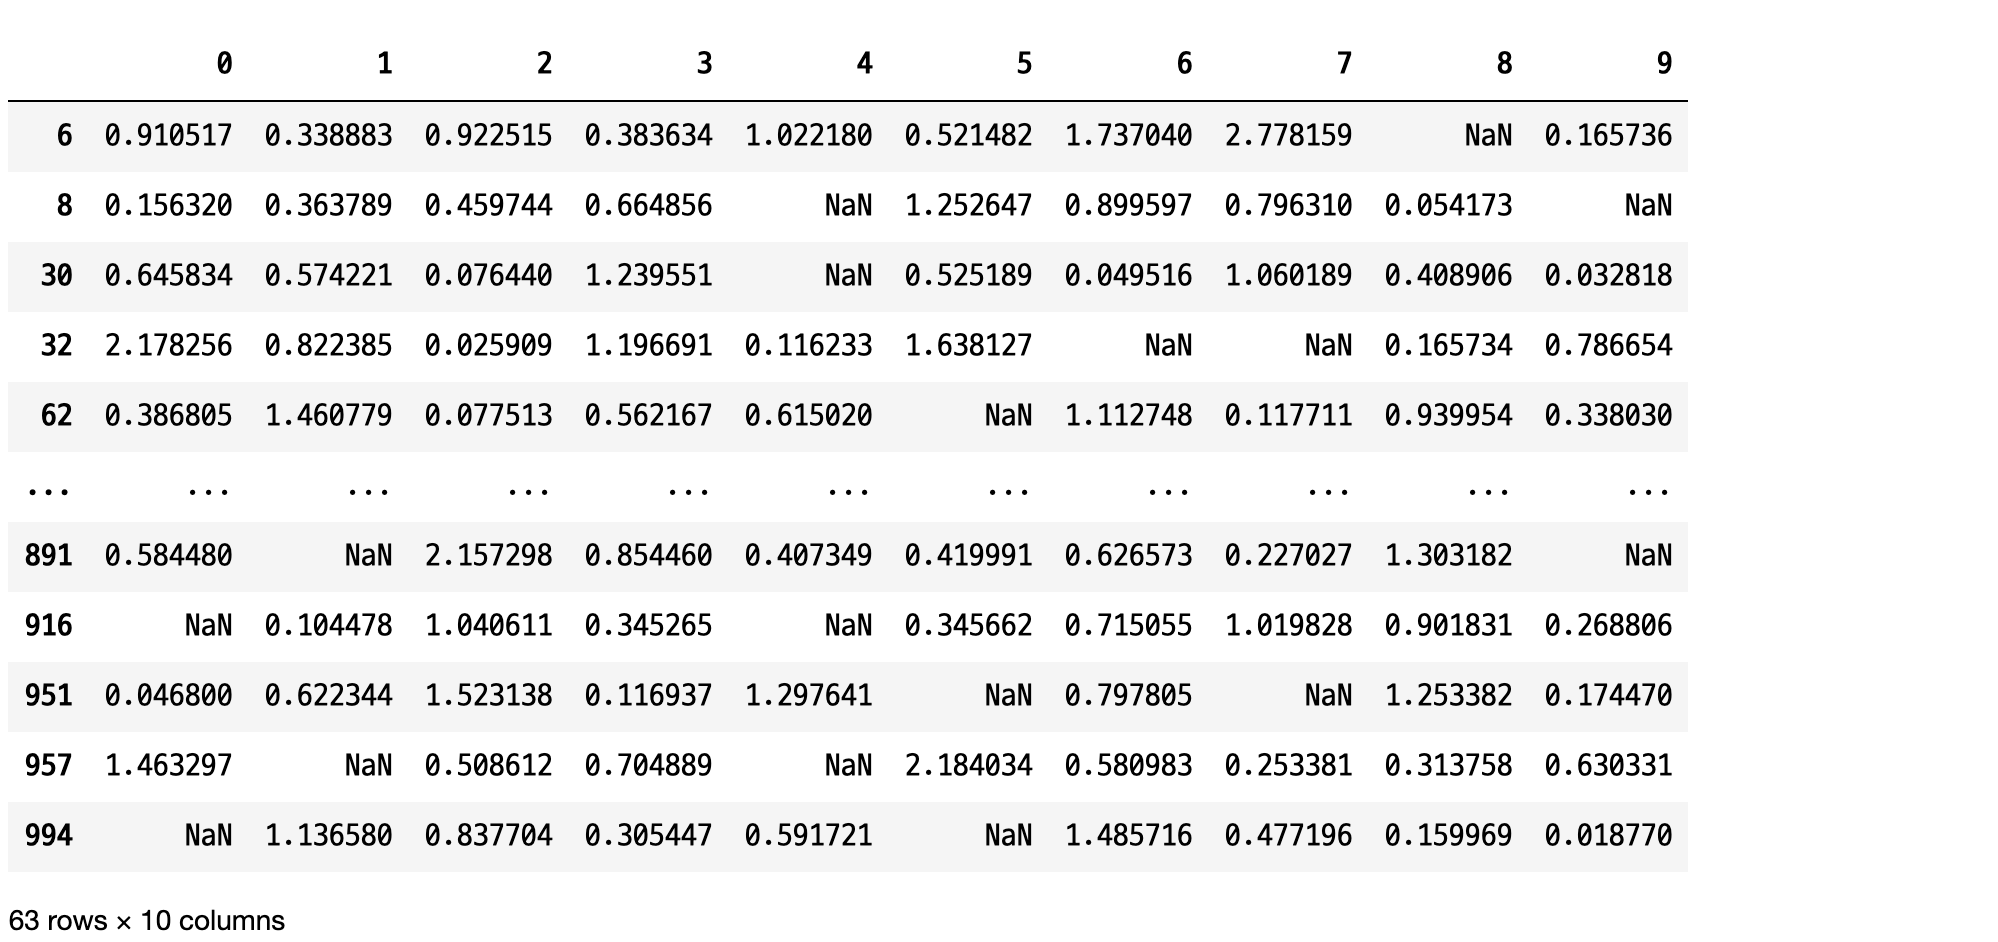 0 1 2 3 4 5 6 7 8 9
6 0.910517 0.338883 0.922515 0.383634 1.022180 0.521482 1.737040 2.778159 NaN 0.165736
8 0.156320 0.363789 0.459744 0.664856 NaN 1.252647 0.899597 0.796310 0.054173 NaN
30 0.645834 0.574221 0.076440 1.239551 NaN 0.525189 0.049516 1.060189 0.408906 0.032818
32 2.178256 0.822385 0.025909 1.196691 0.116233 1.638127 NaN NaN 0.165734 0.786654
62 0.386805 1.460779 0.077513 0.562167 0.615020 NaN 1.112748 0.117711 0.939954 0.338030
... ... ... ... ... ... ... ... ... ... ...
891 0.584480 NaN 2.157298 0.854460 0.407349 0.419991 0.626573 0.227027 1.303182 NaN
916 NaN 0.104478 1.040611 0.345265 NaN 0.345662 0.715055 1.019828 0.901831 0.268806
951 0.046800 0.622344 1.523138 0.116937 1.297641 NaN 0.797805 NaN 1.253382 0.174470
957 1.463297 NaN 0.508612 0.704889 NaN 2.184034 0.580983 0.253381 0.313758 0.630331
994 NaN 1.136580 0.837704 0.305447 0.591721 NaN 1.485716 0.477196 0.159969 0.018770
63 rows × 10 columns